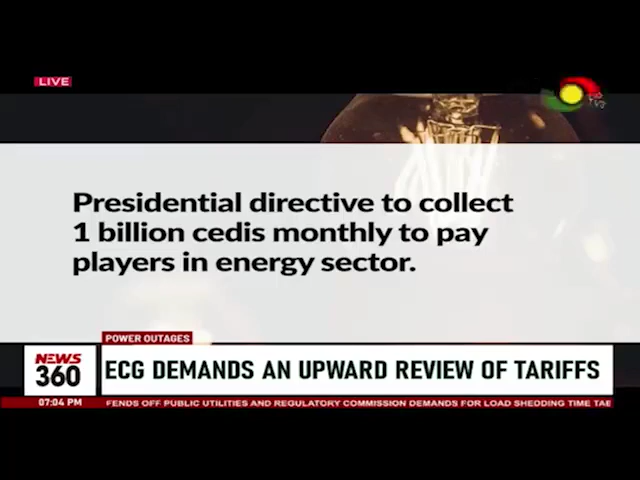 LIVE
Presidential directive to collect
1 billion cedis monthly to pay
players in energy sector.
POWER OUTAGES
NEWS
360
ECG DEMANDS AN UPWARD REVIEW OF TARIFFS
07:04 PM
FENDS OFF PUBLIC UTILITIES AND REGULATORY COMMISSION DEMANDS FOR LOAD SHEDDING TIME TAB